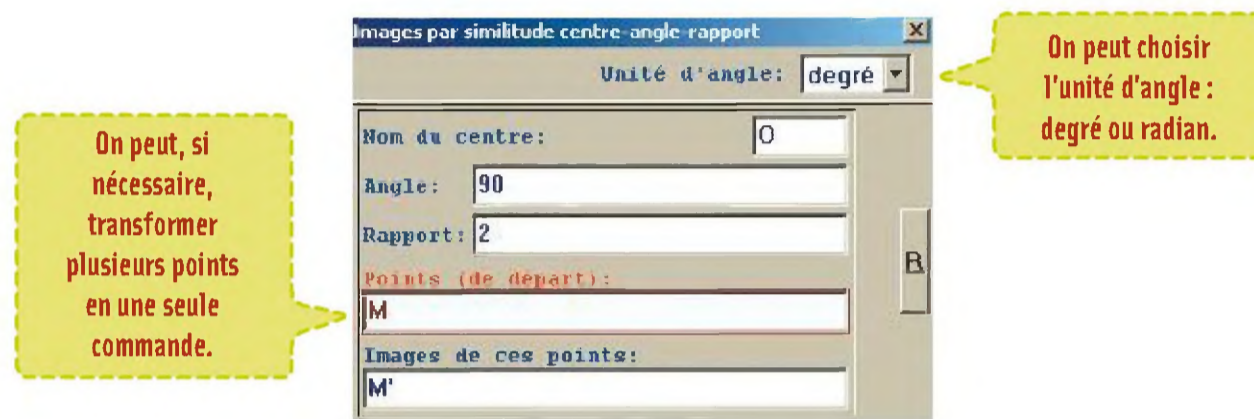 Images par similitude centre-angle-rapport
Unité d'angle: degré
On peut choisir
l'unité d'angle :
degré ou radian.
Nom du centre: O
Angle: 90
Rapport: 2
R
Points (de départ):
M
Images de ces points:
M'
On peut, si
nécessaire,
transformer
plusieurs points
en une seule
commande.